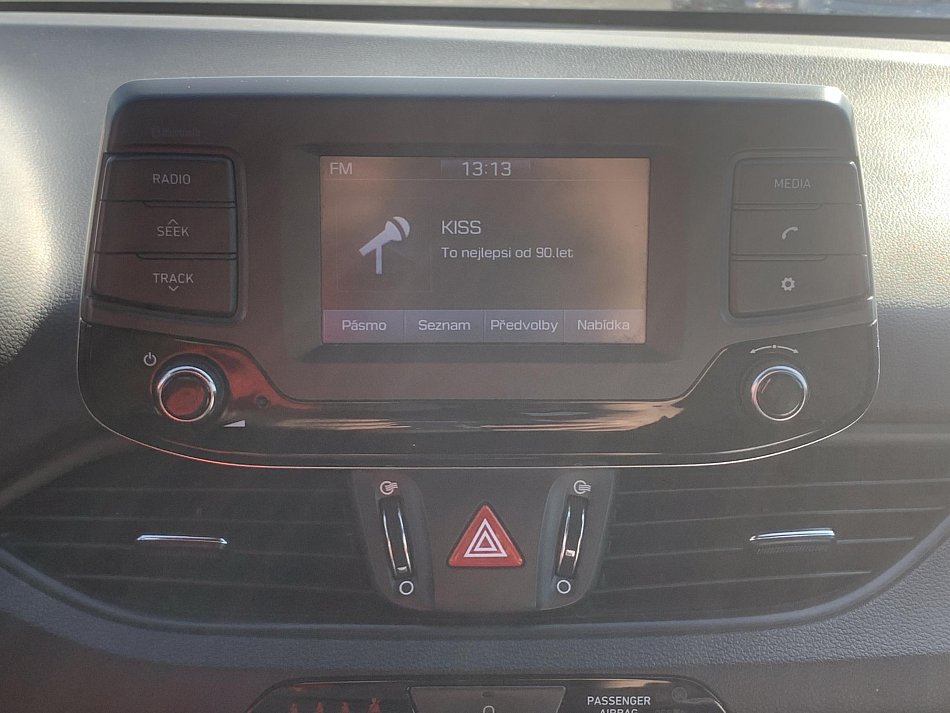 Bluetooth
FM 13:13
RADIO
SEEK
TRACK
KISS
To nejlepsi od 90.let
Pásmo Seznam Předvolby Nabídka
MEDIA
PASSENGER
AIRBAG